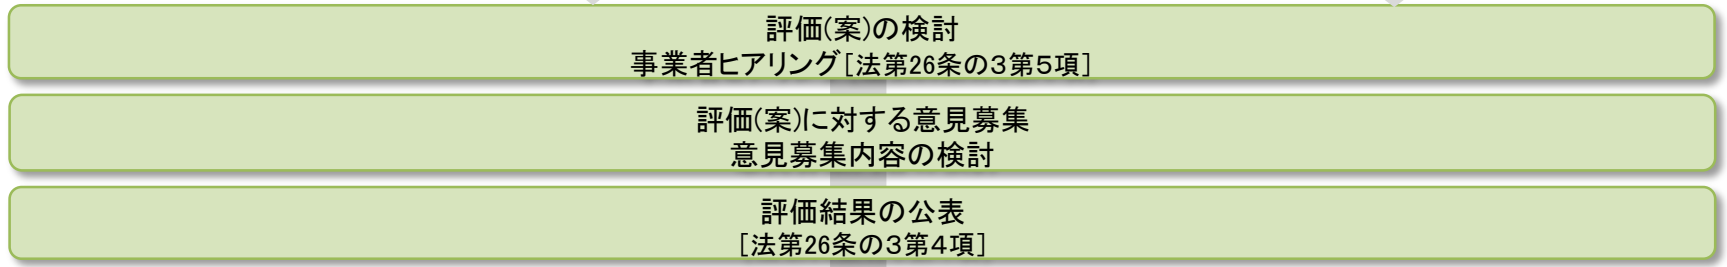 評価(案)の検討
事業者ヒアリング[法第26条の３第５項]
評価(案)に対する意見募集
意見募集内容の検討
評価結果の公表
[法第26条の３第４項]